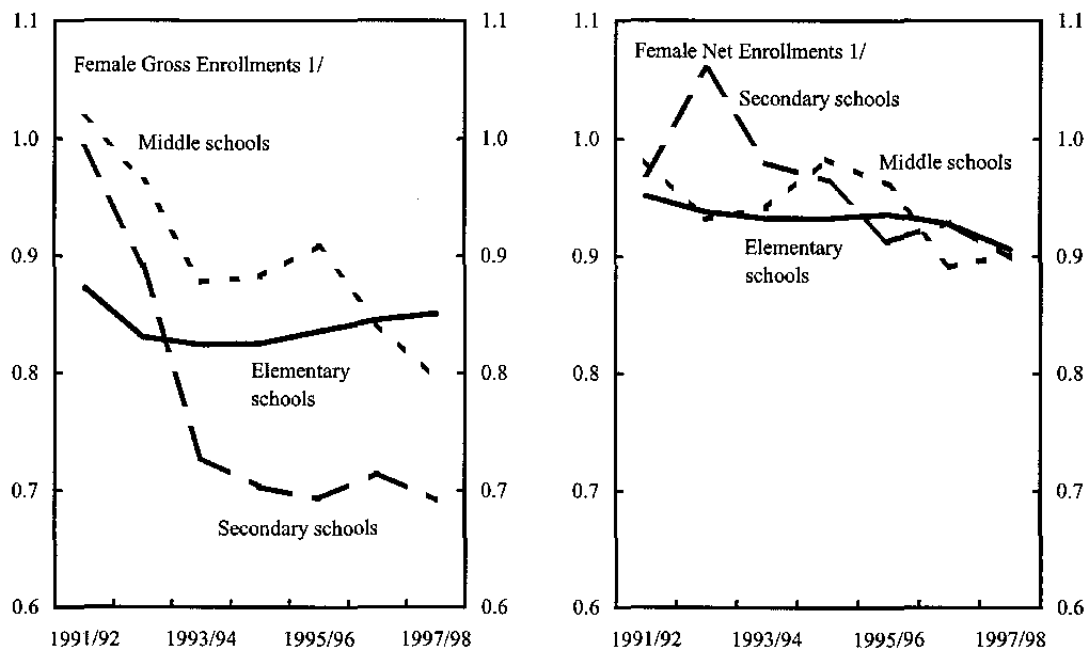 1.1
1.0
0.9
0.8
0.7
0.6
Female Gross Enrollments 1/
Middle schools
Elementary
schools
Secondary schools
1.1
1.0
0.9
0.8
0.7
0.6
1991/92 1993/94 1995/96 1997/98
1.1
1.0
0.9
0.8
0.7
0.6
Female Net Enrollments 1/
Secondary schools
Middle schools
Elementary
schools
1.1
1.0
0.9
0.8
0.7
0.6
1991/92 1993/94 1995/96 1997/98